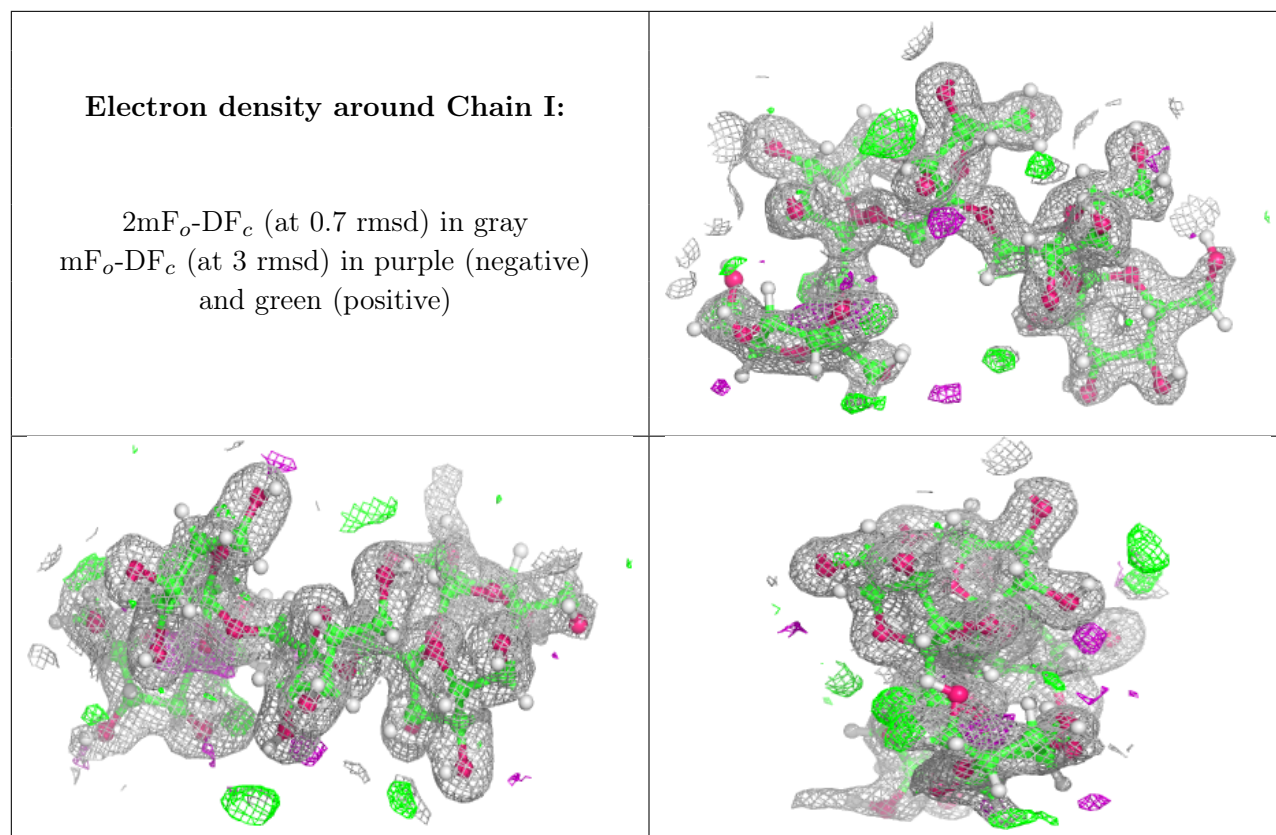 Electron density around Chain I:
2mFo-DFc (at 0.7 rmsd) in gray
mFo-DFc (at 3 rmsd) in purple (negative)
and green (positive)